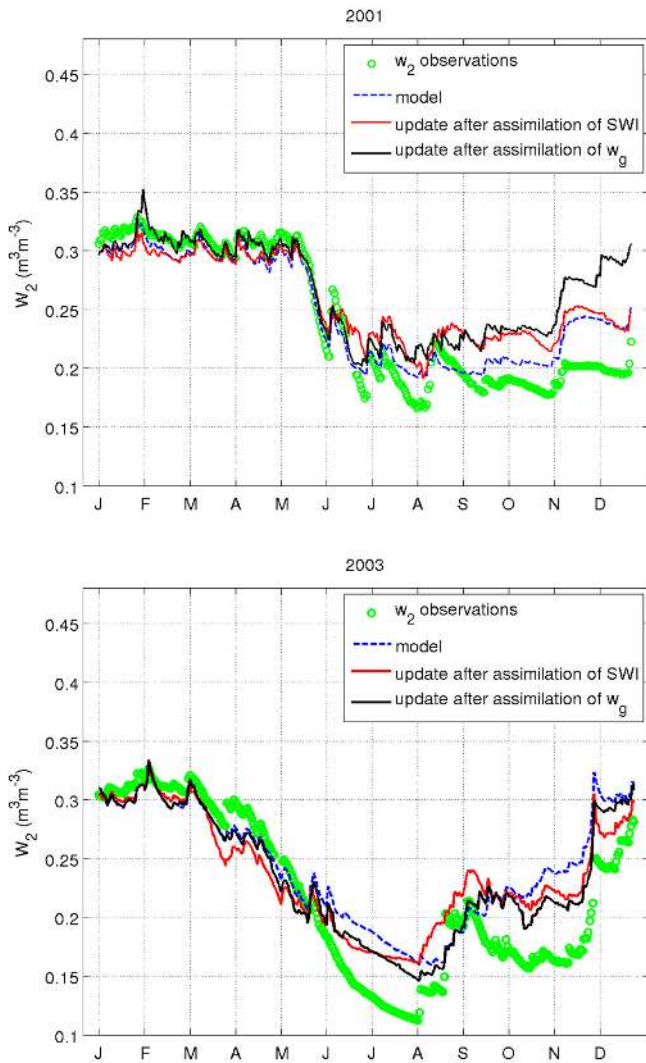 2001
0.45
0.4
0.35
0.3
0.25
0.2
0.15
0.1
W2 (m3m-3)
w2 observations
model
update after assimilation of SWI
update after assimilation of wg
J F M A M J J A S O N D
2003
0.45
0.4
0.35
0.3
0.25
0.2
0.15
0.1
W2 (m3m-3)
w2 observations
model
update after assimilation of SWI
update after assimilation of wg
J F M A M J J A S O N D